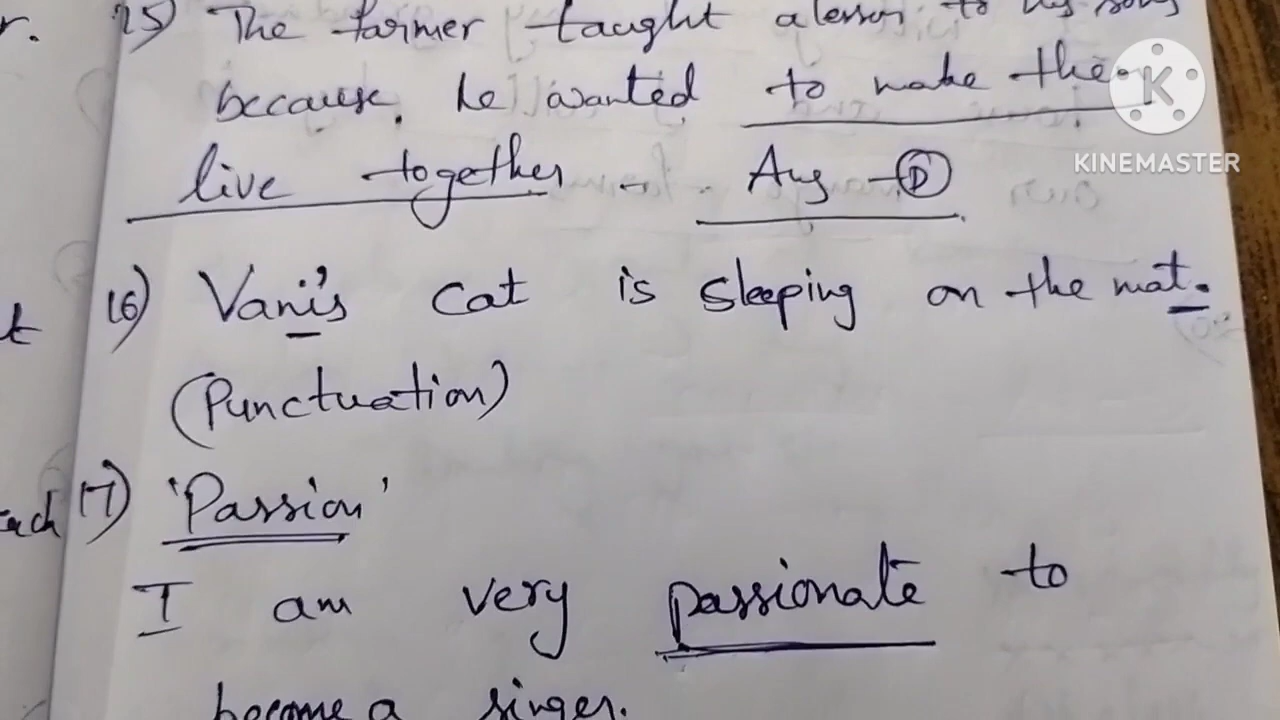 r. 15) The farmer taught a lesson to his sons
because he wanted to make them
live together. Ans - D
t 16) Vani's cat is sleeping on the mat.
(Punctuation)
each 17) 'Passion'
I am very passionate to
become a singer.
K
KINEMASTER